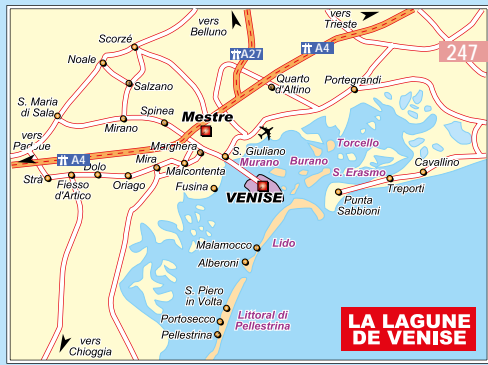 vers
Belluno
vers
Trieste
Scorzé
A27
A4
247
Noale
Salzano
Quarto
d'Altino
Portegrandi
S. Maria
di Sala
Spinea
Mestre
Mirano
vers
Padoue
A4
Marghera
S. Giuliano
Murano
Burano
Torcello
Mira
Dolo
Malcontenta
S. Erasmo
Cavallino
Strà
Fiesso
d'Artico
Oriago
Fusina
VENISE
Treporti
Punta
Sabbioni
Malamocco
Lido
Alberoni
S. Piero
in Volta
Portosecco
Littoral di
Pellestrina
Pellestrina
vers
Chioggia
LA LAGUNE
DE VENISE